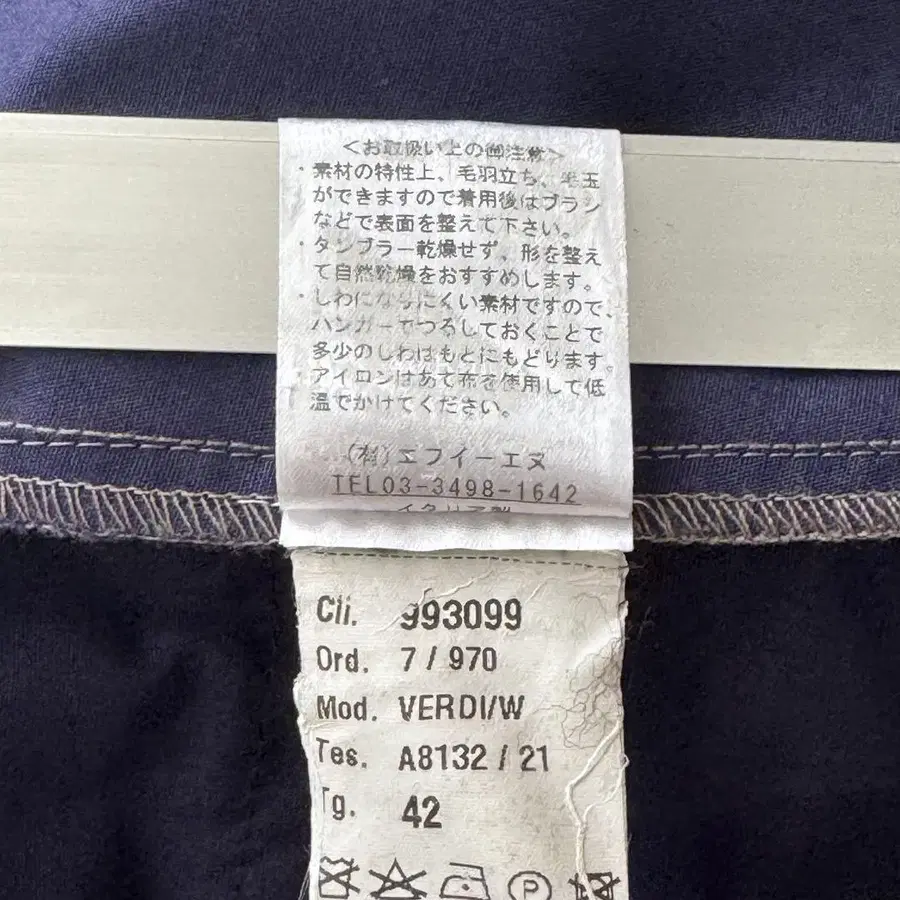 ＜お取扱い上の御注意＞
・素材の特性上、毛羽立ち、毛玉
ができますので着用後はブラシ
などで表面を整えて下さい。
・タンブラー乾燥せず、形を整え
て自然乾燥をおすすめします。
・しわになりにくい素材ですので、
ハンガーでつるしておくことで
多少のしわはもとにもどります。
・アイロンはあて布を使用して低
温でかけてください。
(有)エフイーエヌ
TEL03-3498-1642
イタリア製
Cli. 993099
Ord. 7 / 970
Mod. VERDI/W
Tes. A8132 / 21
Tg. 42
P